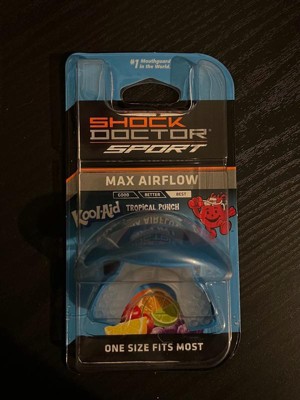 #1 Mouthguard
in the World.
SHOCK
DOCTOR
SPORT
MAX AIRFLOW
GOOD BETTER BEST
Kool-Aid TROPICAL PUNCH
ONE SIZE FITS MOST